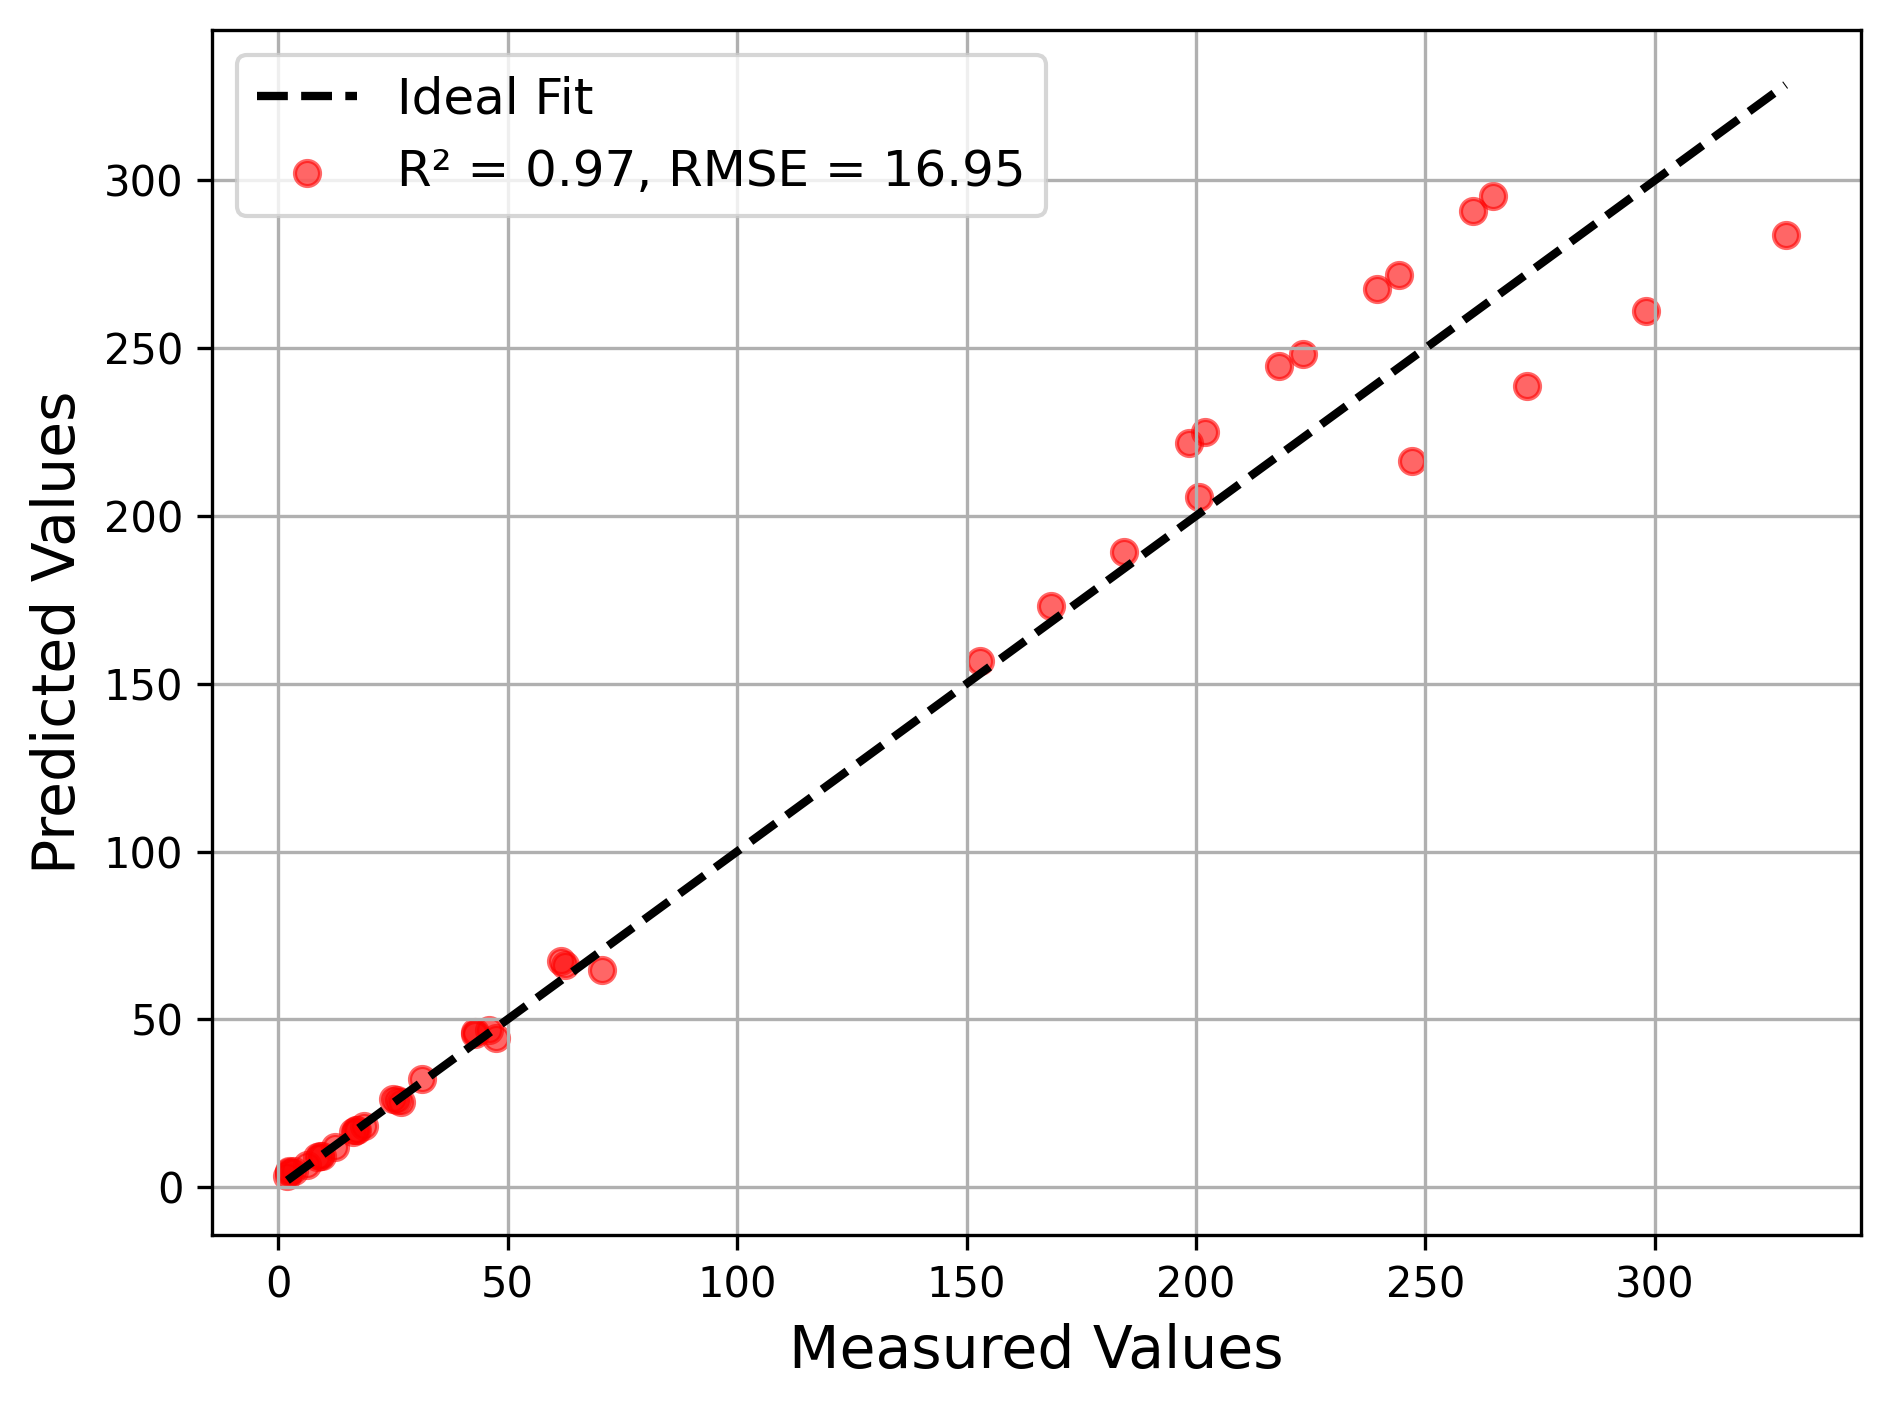 Ideal Fit
R² = 0.97, RMSE = 16.95
300
250
200
150
100
50
0
Predicted Values
0 50 100 150 200 250 300
Measured Values